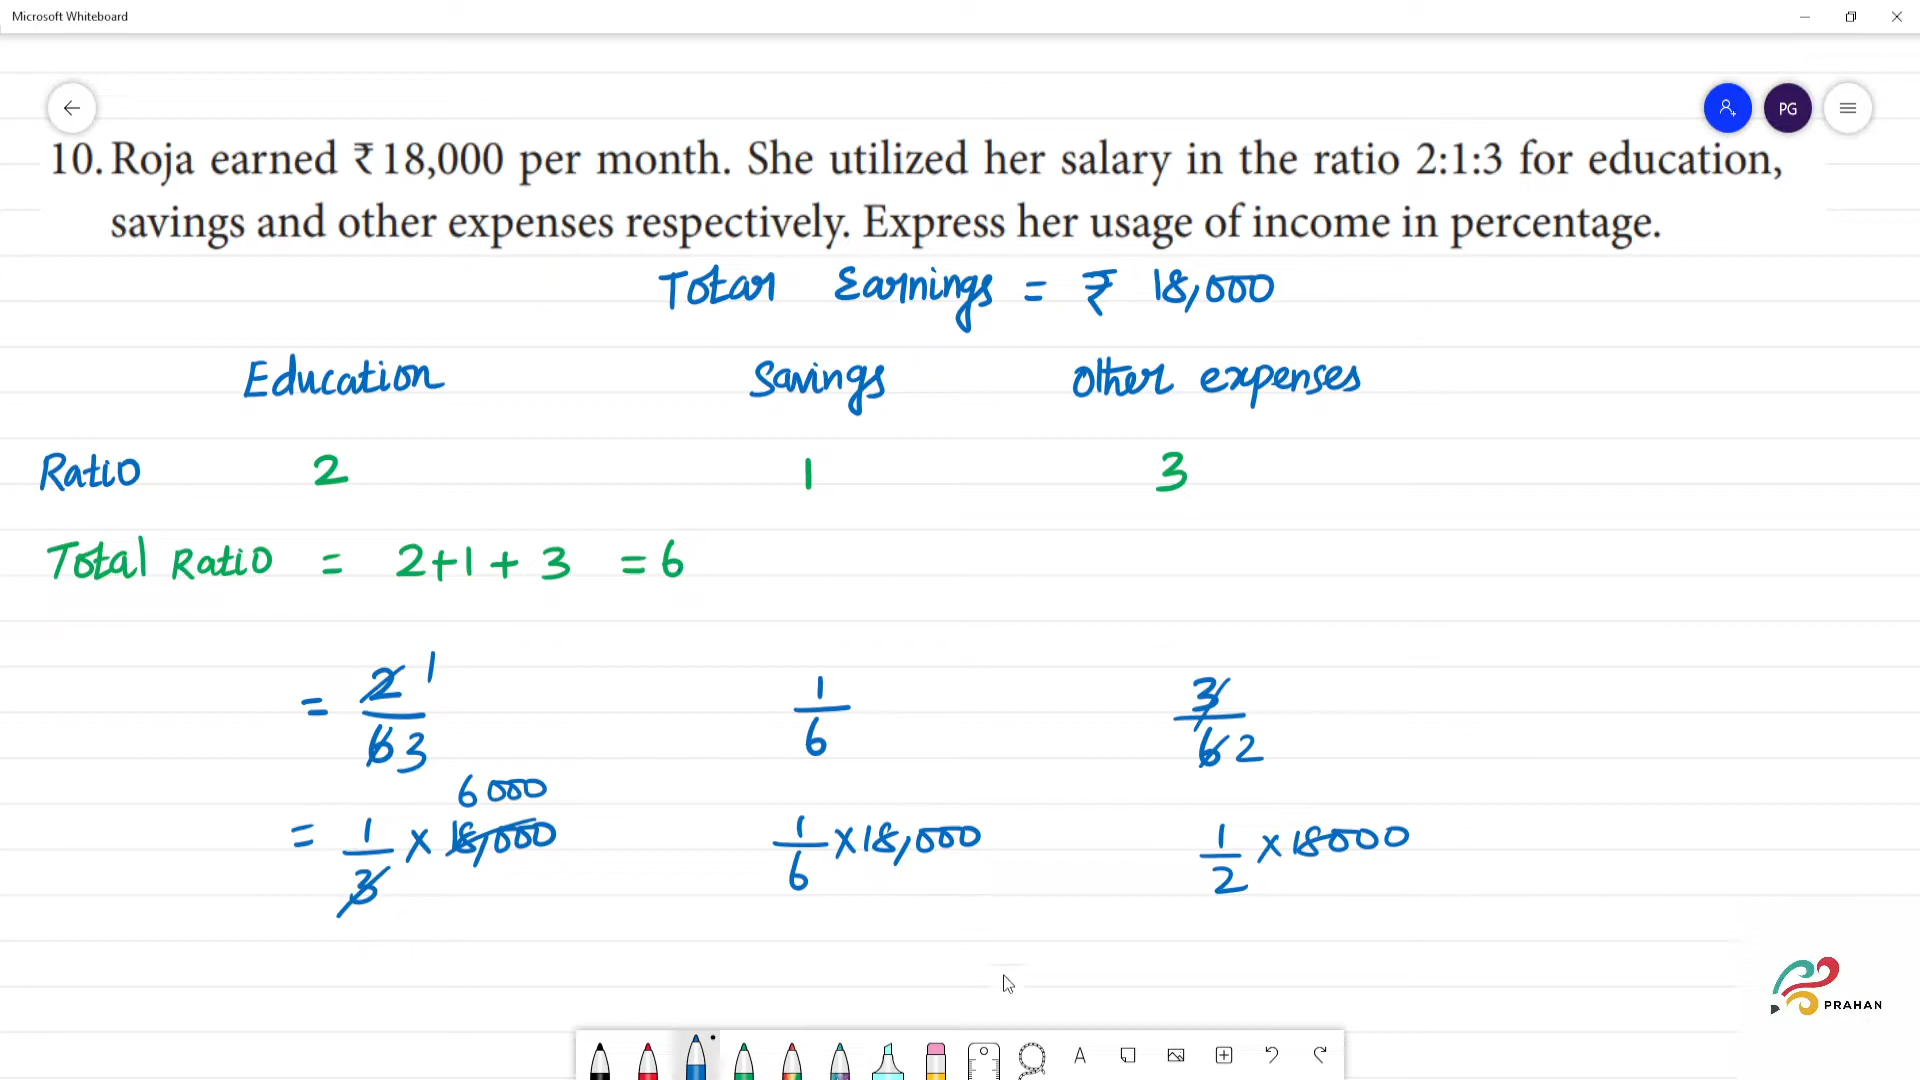 Microsoft Whiteboard
PG
10. Roja earned ₹18,000 per month. She utilized her salary in the ratio 2:1:3 for education,
savings and other expenses respectively. Express her usage of income in percentage.
Total Earnings = ₹ 18,000
Education Savings Other expenses
Ratio 2 1 3
Total Ratio = 2+1+3 =6
= 2/6 1 3 1/6 3/6 2
6000
= 1/3 × 18,000 1/6 ×18,000 1/2 ×18000
PRAHAN
A